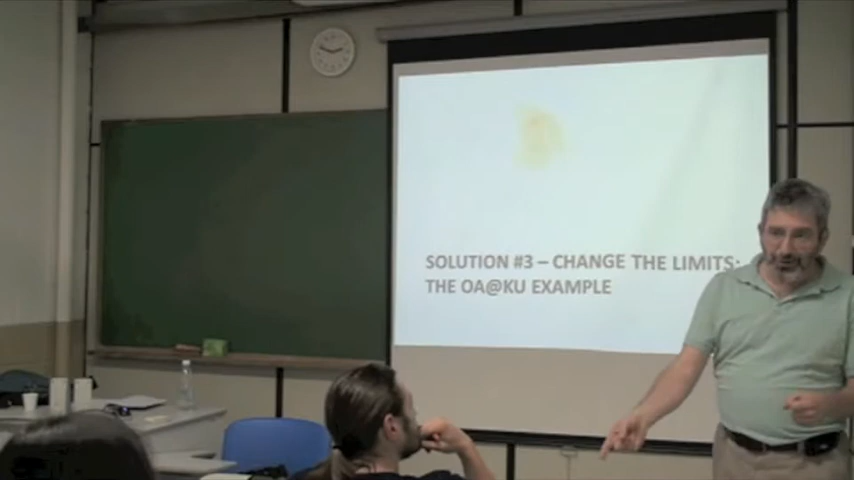 SOLUTION #3 – CHANGE THE LIMITS:
THE OA@KU EXAMPLE